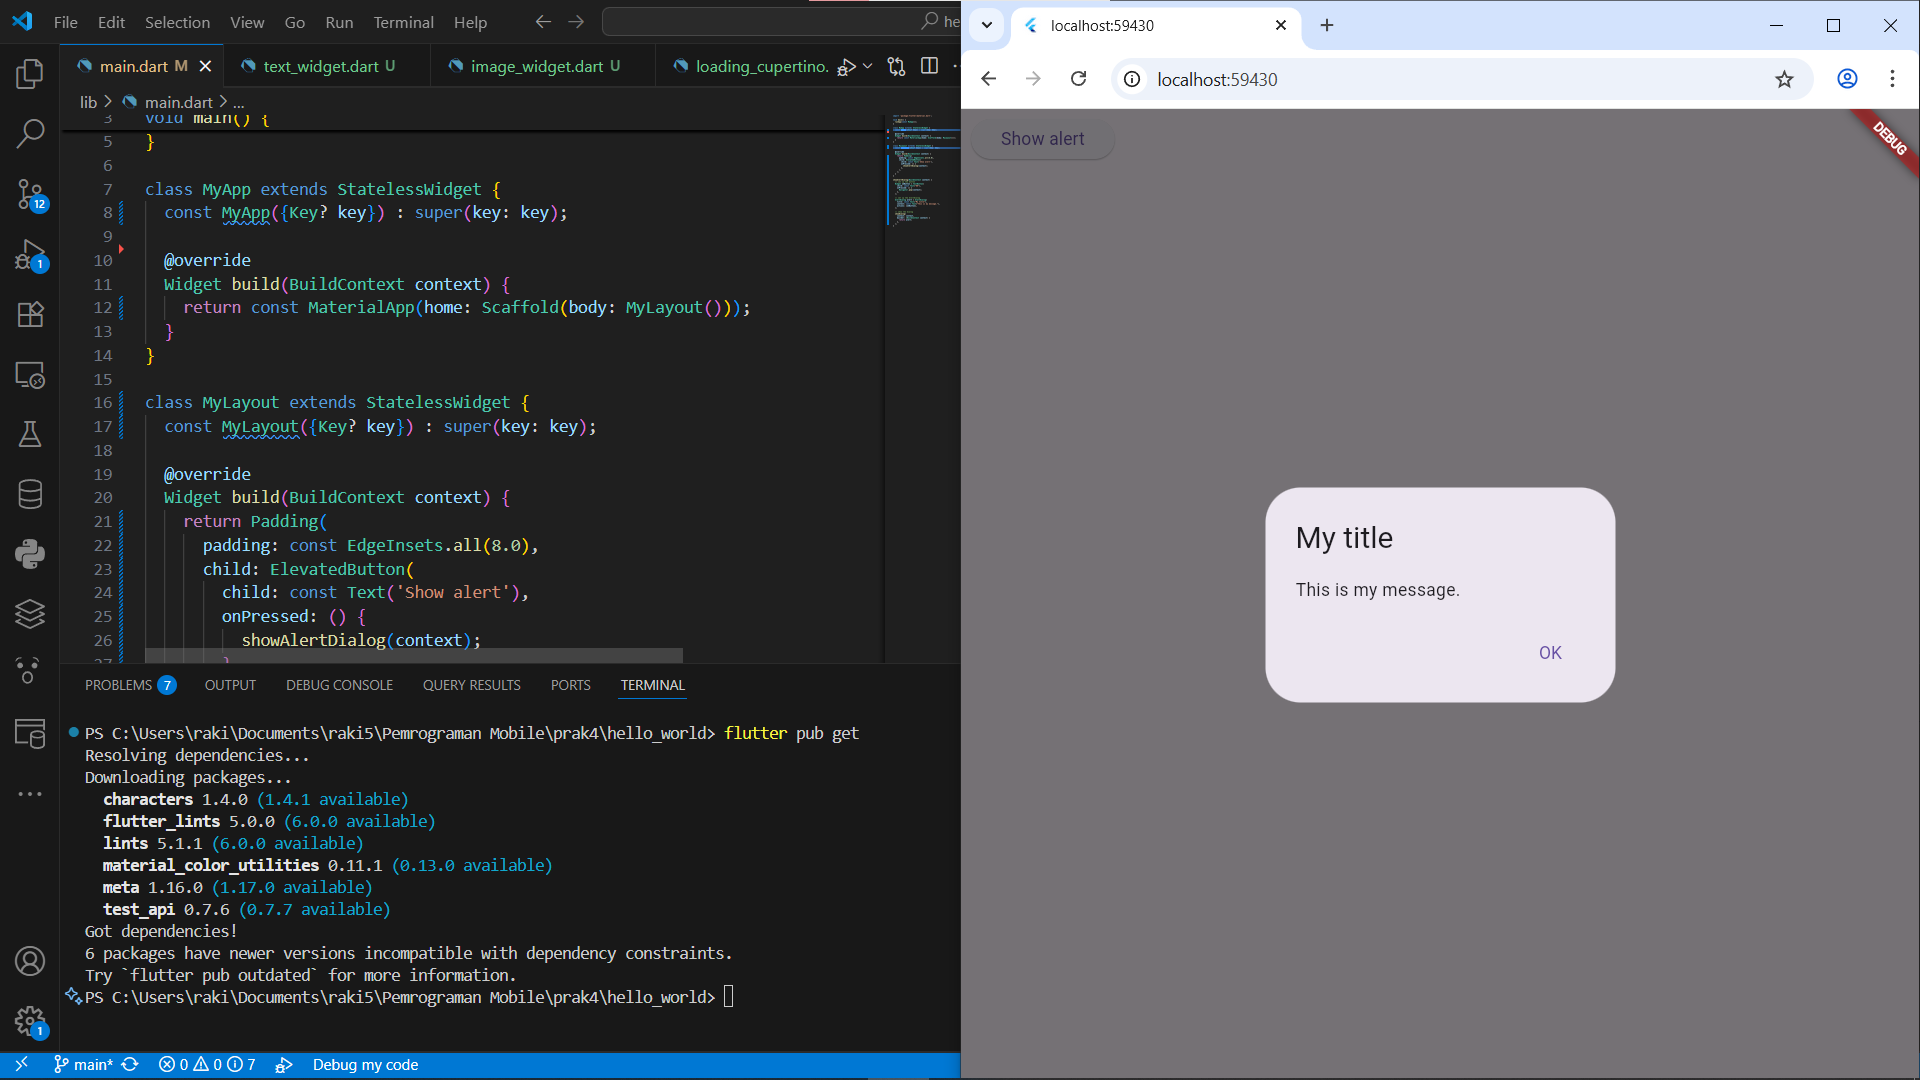 File Edit Selection View Go Run Terminal Help
he
main.dart M
text_widget.dart U
image_widget.dart U
loading_cupertino.
lib > main.dart > ...
3 void main() {
5 }
6
7 class MyApp extends StatelessWidget {
8 const MyApp({Key? key}) : super(key: key);
9
10 @override
11 Widget build(BuildContext context) {
12 return const MaterialApp(home: Scaffold(body: MyLayout()));
13 }
14 }
15
16 class MyLayout extends StatelessWidget {
17 const MyLayout({Key? key}) : super(key: key);
18
19 @override
20 Widget build(BuildContext context) {
21 return Padding(
22 padding: const EdgeInsets.all(8.0),
23 child: ElevatedButton(
24 child: const Text('Show alert'),
25 onPressed: () {
26 showAlertDialog(context);
27 }
12
1
1
PROBLEMS 7 OUTPUT DEBUG CONSOLE QUERY RESULTS PORTS TERMINAL
PS C:\Users\raki\Documents\raki5\Pemrograman Mobile\prak4\hello_world> flutter pub get
Resolving dependencies...
Downloading packages...
characters 1.4.0 (1.4.1 available)
flutter_lints 5.0.0 (6.0.0 available)
lints 5.1.1 (6.0.0 available)
material_color_utilities 0.11.1 (0.13.0 available)
meta 1.16.0 (1.17.0 available)
test_api 0.7.6 (0.7.7 available)
Got dependencies!
6 packages have newer versions incompatible with dependency constraints.
Try `flutter pub outdated` for more information.
PS C:\Users\raki\Documents\raki5\Pemrograman Mobile\prak4\hello_world>
main* 0 0 7 Debug my code
localhost:59430
localhost:59430
Show alert
DEBUG
My title
This is my message.
OK